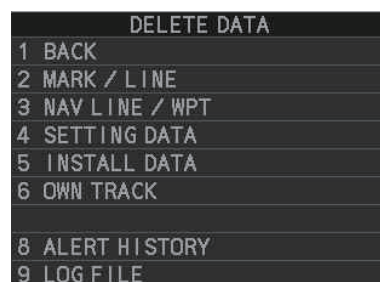 DELETE DATA
1 BACK
2 MARK / LINE
3 NAV LINE / WPT
4 SETTING DATA
5 INSTALL DATA
6 OWN TRACK
8 ALERT HISTORY
9 LOG FILE